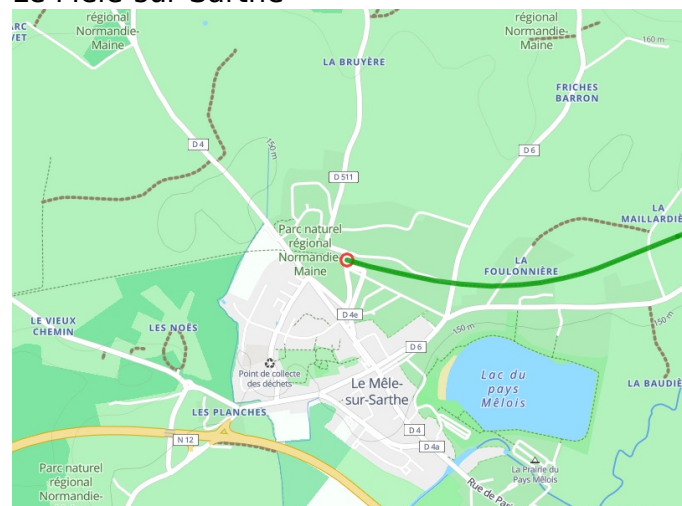 Le Mêle-sur-Sarthe
régional
Normandie-
Maine
régional
Normandie-
Maine
160 m
LA BRUYÈRE
FRICHES
BARRON
D 4
150 m
D 6
D 511
LA
MAILLARDIÈ
Parc naturel
régional
Normandie-
Maine
LA
FOULONNIÈRE
D 4e
150 m
150 m
LE VIEUX
CHEMIN
LES NOËS
D 6
Point de collecte
des déchets
Le Mêle-
sur-Sarthe
Lac du
pays
Mêlois
LA BAUDIÈ
LES PLANCHES
N 12
D 4
D 4a
La Prairie du
Pays Mêlois
Parc naturel
régional
Normandie-
Rue de Pari